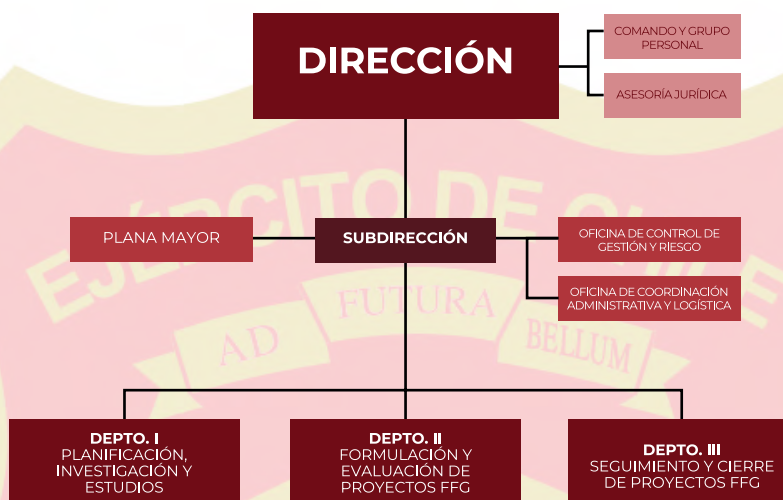 DIRECCIÓN
COMANDO Y GRUPO
PERSONAL
ASESORÍA JURÍDICA
PLANA MAYOR
SUBDIRECCIÓN
OFICINA DE CONTROL DE
GESTIÓN Y RIESGO
OFICINA DE COORDINACIÓN
ADMINISTRATIVA Y LOGÍSTICA
EJÉRCITO DE CHILE
AD FUTURA BELLUM
DEPTO. I
PLANIFICACIÓN,
INVESTIGACIÓN Y
ESTUDIOS
DEPTO. II
FORMULACIÓN Y
EVALUACIÓN DE
PROYECTOS FFG
DEPTO. III
SEGUIMIENTO Y CIERRE
DE PROYECTOS FFG